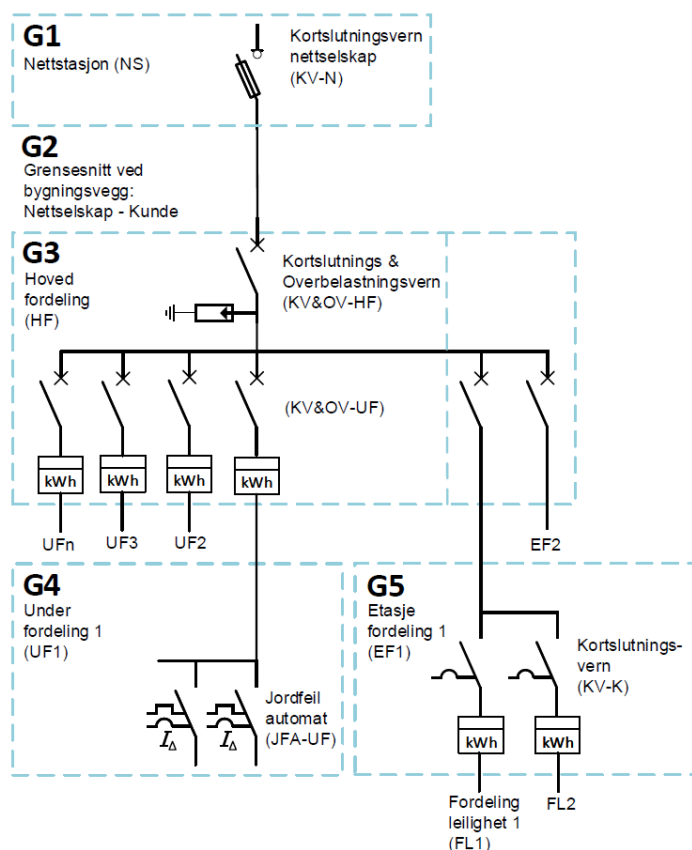 G1
Nettstasjon (NS)
Kortslutningsvern
nettselskap
(KV-N)
G2
Grensesnitt ved
bygningsvegg:
Nettselskap - Kunde
G3
Hoved
fordeling
(HF)
Kortslutnings &
Overbelastningsvern
(KV&OV-HF)
(KV&OV-UF)
kWh
kWh
kWh
kWh
UFn
UF3
UF2
EF2
G4
Under
fordeling 1
(UF1)
Jordfeil
automat
(JFA-UF)
IΔ
IΔ
G5
Etasje
fordeling 1
(EF1)
Kortslutnings-
vern
(KV-K)
kWh
kWh
Fordeling
leilighet 1
(FL1)
FL2